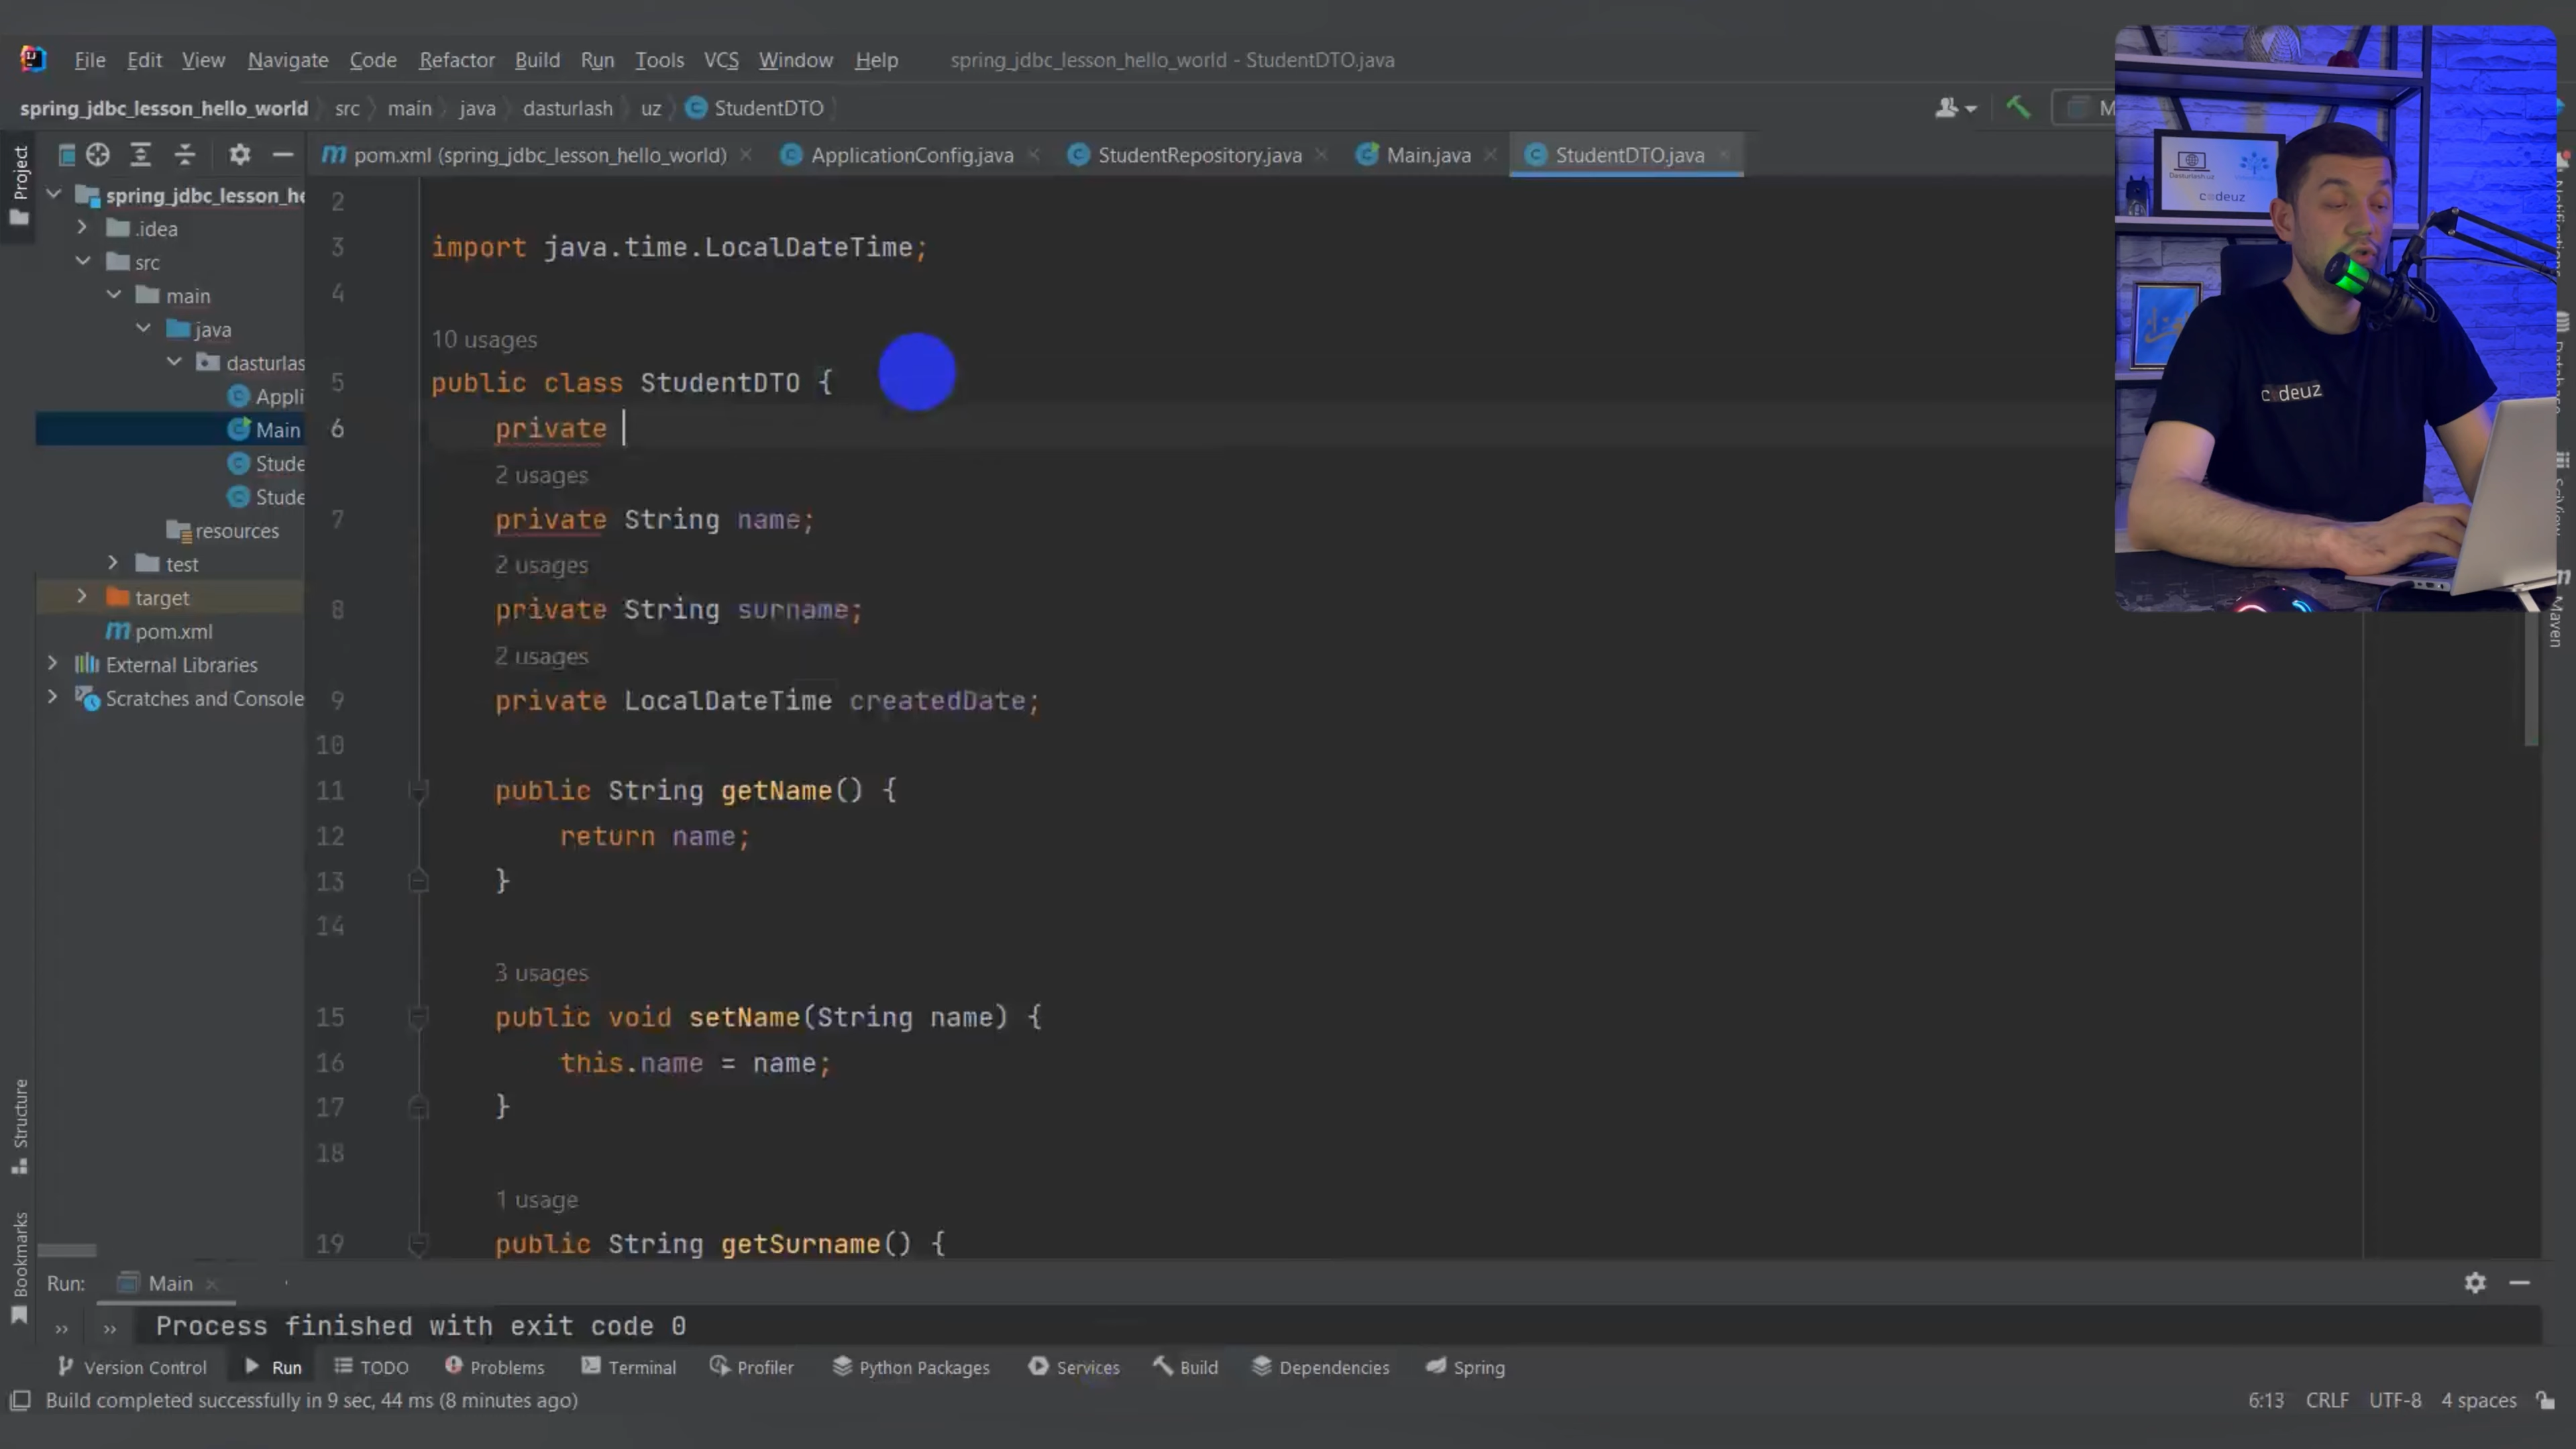 File Edit View Navigate Code Refactor Build Run Tools VCS Window Help spring_jdbc_lesson_hello_world - StudentDTO.java
spring_jdbc_lesson_hello_world src main java dasturlash uz StudentDTO
pom.xml (spring_jdbc_lesson_hello_world) ApplicationConfig.java StudentRepository.java Main.java StudentDTO.java
Project
spring_jdbc_lesson_he
.idea
src
main
java
dasturlas
Appli
Main
Stude
Stude
resources
test
target
pom.xml
External Libraries
Scratches and Console
2
3 import java.time.LocalDateTime;
4
10 usages
5 public class StudentDTO {
6 private
2 usages
7 private String name;
2 usages
8 private String surname;
2 usages
9 private LocalDateTime createdDate;
10
11 public String getName() {
12 return name;
13 }
14
3 usages
15 public void setName(String name) {
16 this.name = name;
17 }
18
1 usage
19 public String getSurname() {
Structure
Bookmarks
Dasturlash.uz
codeuz
c deuz
Maven
Run: Main
Process finished with exit code 0
Version Control Run TODO Problems Terminal Profiler Python Packages Services Build Dependencies Spring
Build completed successfully in 9 sec, 44 ms (8 minutes ago) 6:13 CRLF UTF-8 4 spaces